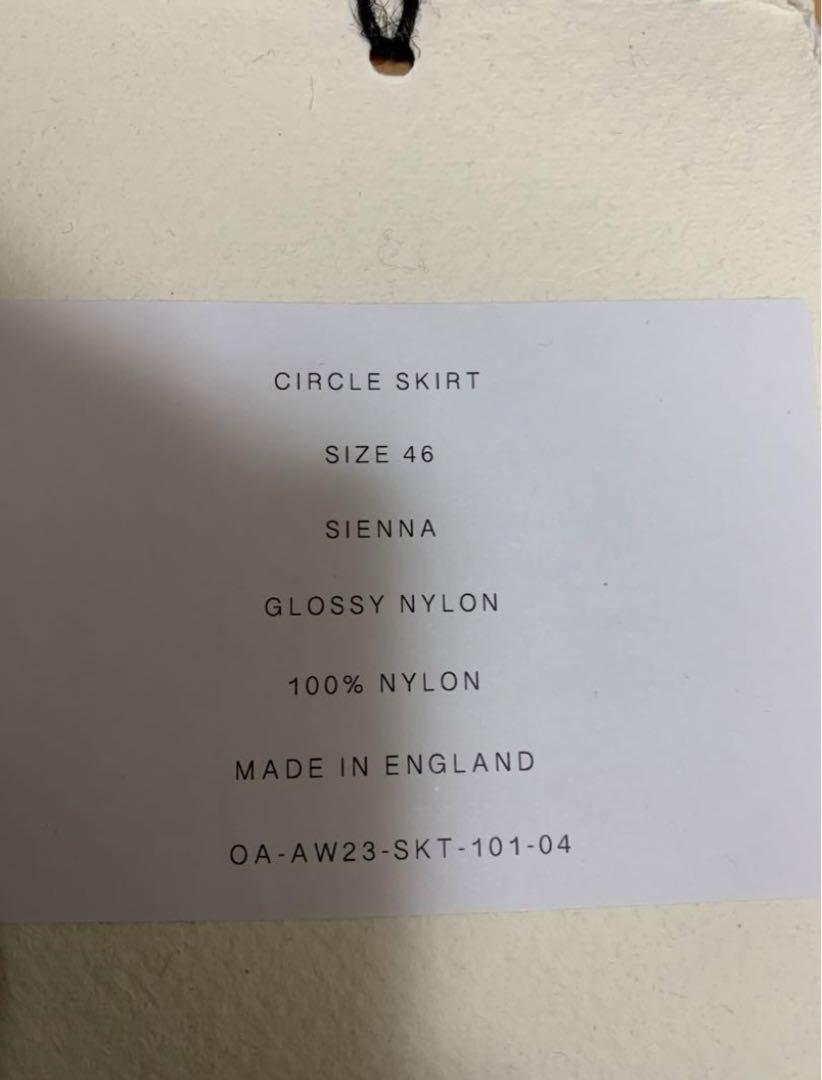 CIRCLE SKIRT
SIZE 46
SIENNA
GLOSSY NYLON
100% NYLON
MADE IN ENGLAND
OA-AW23-SKT-101-04